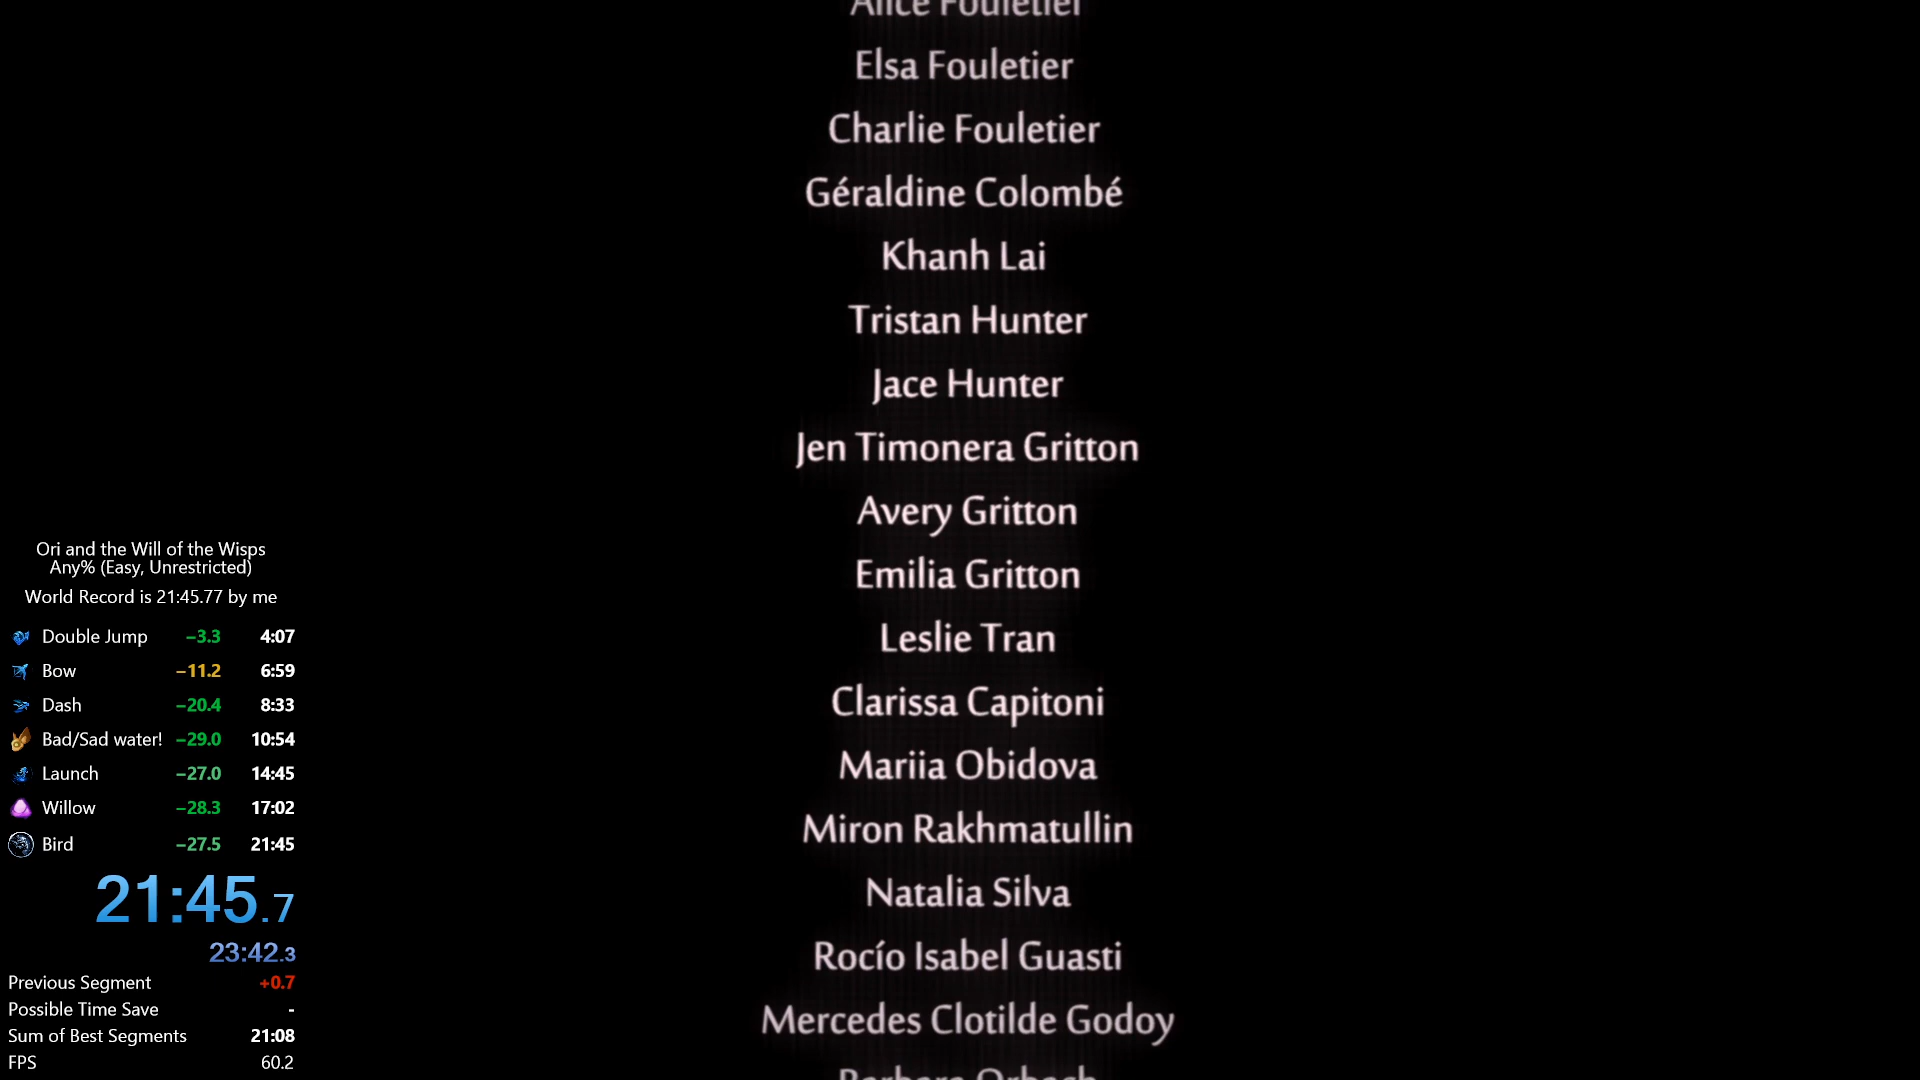 Alice Fouletier
Elsa Fouletier
Charlie Fouletier
Géraldine Colombé
Khanh Lai
Tristan Hunter
Jace Hunter
Jen Timonera Gritton
Avery Gritton
Emilia Gritton
Leslie Tran
Clarissa Capitoni
Mariia Obidova
Miron Rakhmatullin
Natalia Silva
Rocío Isabel Guasti
Mercedes Clotilde Godoy
Barbara Orbach
Ori and the Will of the Wisps
Any% (Easy, Unrestricted)
World Record is 21:45.77 by me
Double Jump −3.3 4:07
Bow −11.2 6:59
Dash −20.4 8:33
Bad/Sad water! −29.0 10:54
Launch −27.0 14:45
Willow −28.3 17:02
Bird −27.5 21:45
21:45.7
23:42.3
Previous Segment +0.7
Possible Time Save -
Sum of Best Segments 21:08
FPS 60.2